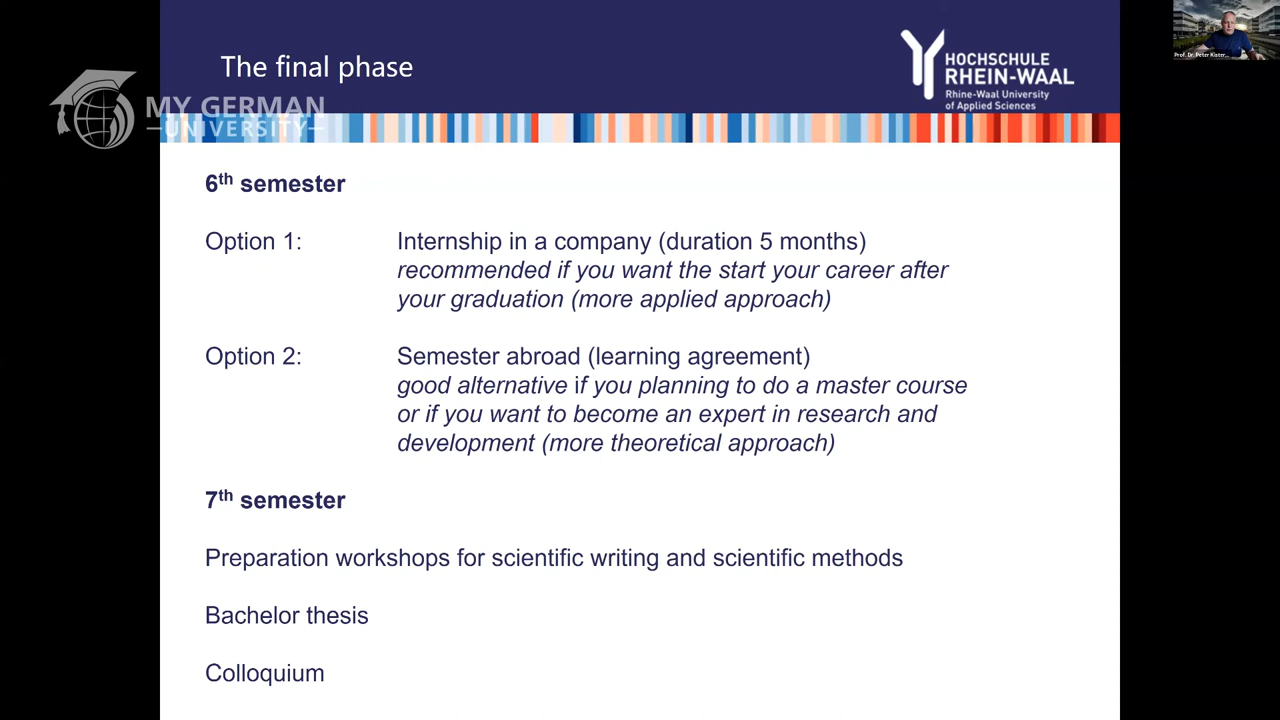 The final phase
MY GERMAN
UNIVERSITY
HOCHSCHULE
RHEIN-WAAL
Rhine-Waal University
of Applied Sciences
Prof. Dr. Peter Kister...
6th semester
Option 1: Internship in a company (duration 5 months)
recommended if you want the start your career after
your graduation (more applied approach)
Option 2: Semester abroad (learning agreement)
good alternative if you planning to do a master course
or if you want to become an expert in research and
development (more theoretical approach)
7th semester
Preparation workshops for scientific writing and scientific methods
Bachelor thesis
Colloquium